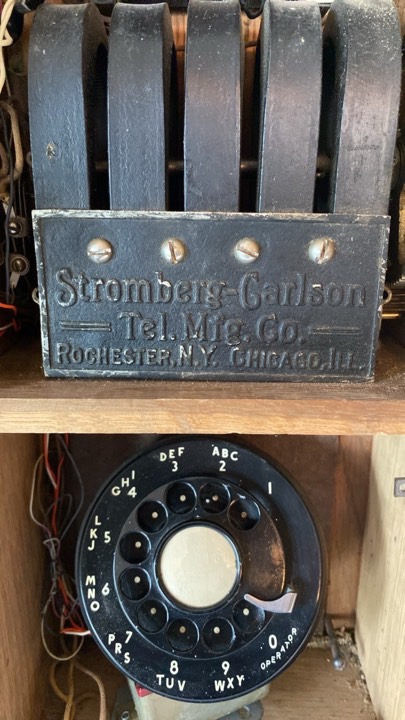 Stromberg-Carlson
Tel. Mfg. Co.
ROCHESTER, N.Y. CHICAGO, ILL.
ABC
2
DEF
3
1
GHI
4
JKL
5
MNO
6
PRS
7
TUV
8
WXY
9
0
OPERATOR